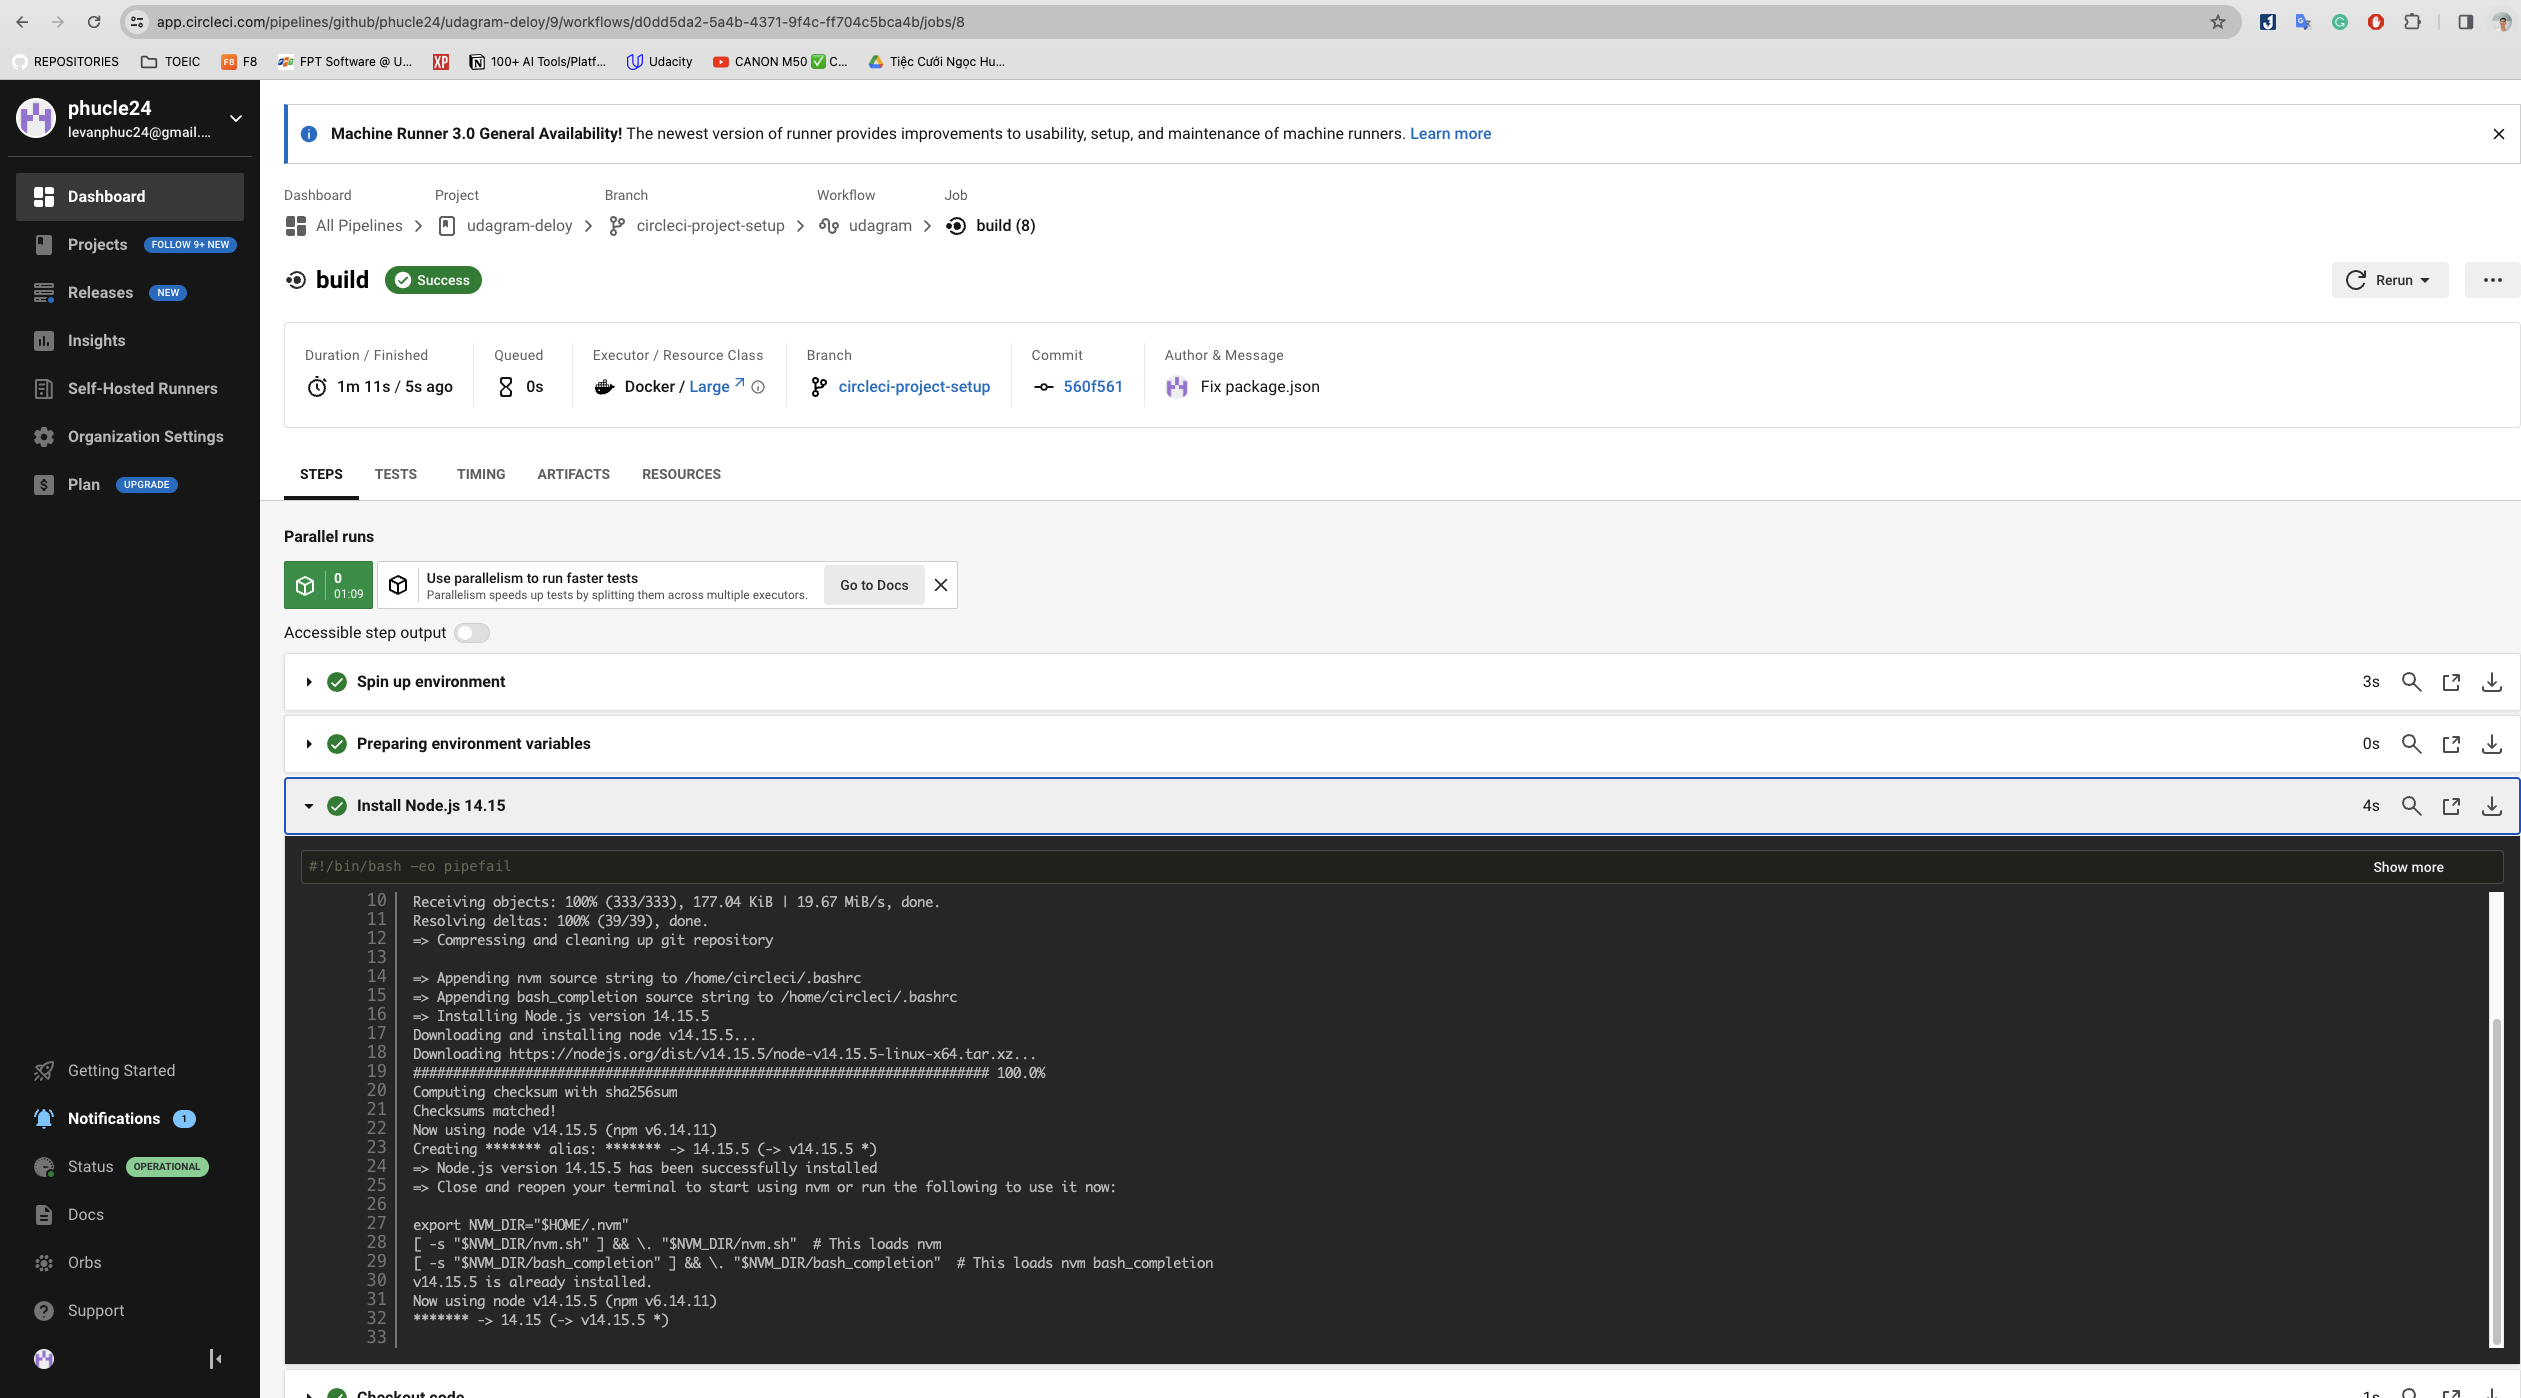 app.circleci.com/pipelines/github/phucle24/udagram-deloy/9/workflows/d0dd5da2-5a4b-4371-9f4c-ff704c5bca4b/jobs/8
REPOSITORIES TOEIC F8 F8 FPT Software @ U... XP 100+ AI Tools/Platf... Udacity CANON M50 ✅ C... Tiệc Cưới Ngọc Hu...
phucle24
levanphuc24@gmail....
Dashboard
Projects FOLLOW 9+ NEW
Releases NEW
Insights
Self-Hosted Runners
Organization Settings
Plan UPGRADE
Getting Started
Notifications 1
Status OPERATIONAL
Docs
Orbs
Support
Machine Runner 3.0 General Availability! The newest version of runner provides improvements to usability, setup, and maintenance of machine runners. Learn more
Dashboard Project Branch Workflow Job
All Pipelines udagram-deloy circleci-project-setup udagram build (8)
build Success Rerun
Duration / Finished Queued Executor / Resource Class Branch Commit Author & Message
1m 11s / 5s ago 0s Docker / Large circleci-project-setup 560f561 Fix package.json
STEPS TESTS TIMING ARTIFACTS RESOURCES
Parallel runs
0
01:09
Use parallelism to run faster tests
Parallelism speeds up tests by splitting them across multiple executors.
Go to Docs
Accessible step output
Spin up environment 3s
Preparing environment variables 0s
Install Node.js 14.15 4s
#!/bin/bash -eo pipefail Show more
10 Receiving objects: 100% (333/333), 177.04 KiB | 19.67 MiB/s, done.
11 Resolving deltas: 100% (39/39), done.
12 => Compressing and cleaning up git repository
13
14 => Appending nvm source string to /home/circleci/.bashrc
15 => Appending bash_completion source string to /home/circleci/.bashrc
16 => Installing Node.js version 14.15.5
17 Downloading and installing node v14.15.5...
18 Downloading https://nodejs.org/dist/v14.15.5/node-v14.15.5-linux-x64.tar.xz...
19 ######################################################################## 100.0%
20 Computing checksum with sha256sum
21 Checksums matched!
22 Now using node v14.15.5 (npm v6.14.11)
23 Creating ******* alias: ******* -> 14.15.5 (-> v14.15.5 *)
24 => Node.js version 14.15.5 has been successfully installed
25 => Close and reopen your terminal to start using nvm or run the following to use it now:
26
27 export NVM_DIR="$HOME/.nvm"
28 [ -s "$NVM_DIR/nvm.sh" ] && \. "$NVM_DIR/nvm.sh"  # This loads nvm
29 [ -s "$NVM_DIR/bash_completion" ] && \. "$NVM_DIR/bash_completion"  # This loads nvm bash_completion
30 v14.15.5 is already installed.
31 Now using node v14.15.5 (npm v6.14.11)
32 ******* -> 14.15 (-> v14.15.5 *)
33
Checkout code 1s